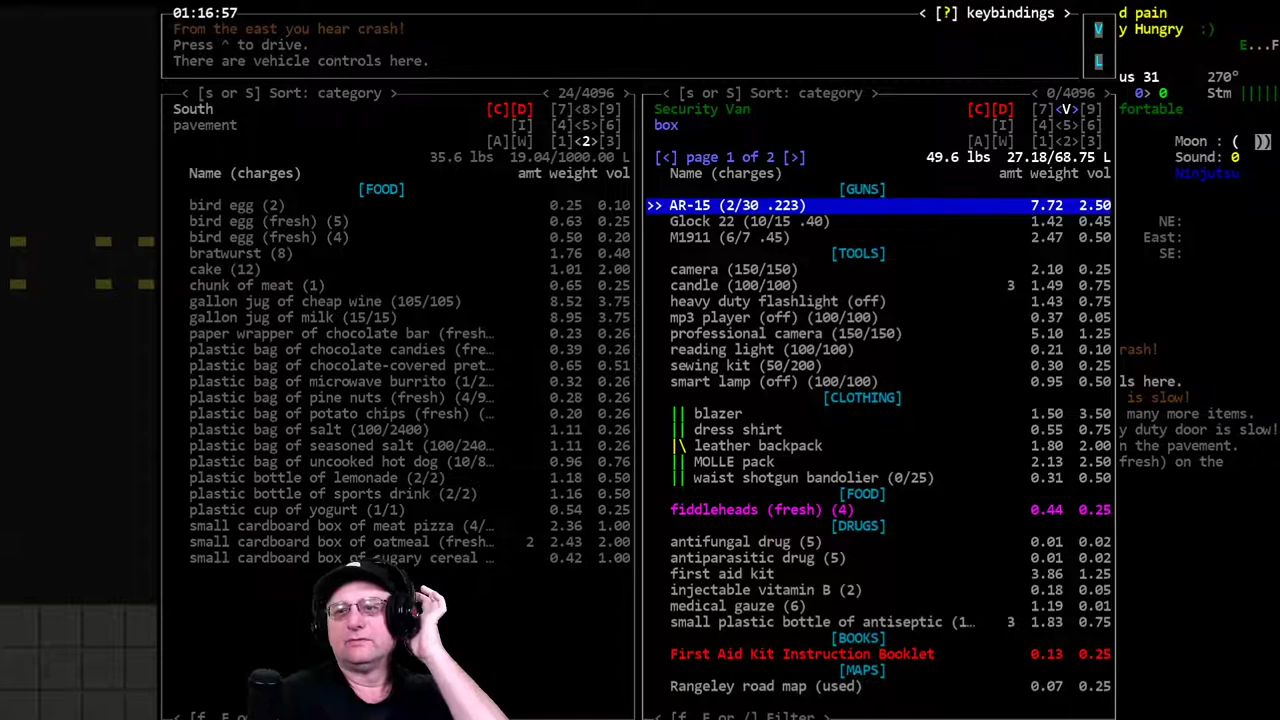 01:16:57
From the east you hear crash!
Press ^ to drive.
There are vehicle controls here.
< [?] keybindings >
V
L
d pain
y Hungry :)
E...F
us 31 270°
0> 0 Stm
fortable
Moon : ( ))
Sound: 0
Ninjutsu
NE:
East:
SE:
rash!
ls here.
is slow!
many more items.
y duty door is slow!
n the pavement.
fresh) on the
< [s or S] Sort: category > < 24/4096 >
South [C][D] [7]<8>[9]
pavement [I] [4]<5>[6]
[A][W] [1]<2>[3]
35.6 lbs 19.04/1000.00 L
Name (charges) amt weight vol
[FOOD]
bird egg (2) 0.25 0.10
bird egg (fresh) (5) 0.63 0.25
bird egg (fresh) (4) 0.50 0.20
bratwurst (8) 1.76 0.40
cake (12) 1.01 2.00
chunk of meat (1) 0.65 0.25
gallon jug of cheap wine (105/105) 8.52 3.75
gallon jug of milk (15/15) 8.95 3.75
paper wrapper of chocolate bar (fresh… 0.23 0.26
plastic bag of chocolate candies (fre… 0.39 0.26
plastic bag of chocolate-covered pret… 0.65 0.51
plastic bag of microwave burrito (1/2… 0.32 0.26
plastic bag of pine nuts (fresh) (4/9… 0.28 0.26
plastic bag of potato chips (fresh) (… 0.20 0.26
plastic bag of salt (100/2400) 1.11 0.26
plastic bag of seasoned salt (100/240… 1.11 0.26
plastic bag of uncooked hot dog (10/8… 0.96 0.76
plastic bottle of lemonade (2/2) 1.18 0.50
plastic bottle of sports drink (2/2) 1.16 0.50
plastic cup of yogurt (1/1) 0.54 0.25
small cardboard box of meat pizza (4/… 2.36 1.00
small cardboard box of oatmeal (fresh… 2 2.43 2.00
small cardboard box of sugary cereal … 0.42 1.00
< [s or S] Sort: category > < 0/4096 >
Security Van [C][D] [7]<V>[9]
box [I] [4]<5>[6]
[A][W] [1]<2>[3]
[<] page 1 of 2 [>] 49.6 lbs 27.18/68.75 L
Name (charges) amt weight vol
[GUNS]
>> AR-15 (2/30 .223) 7.72 2.50
Glock 22 (10/15 .40) 1.42 0.45
M1911 (6/7 .45) 2.47 0.50
[TOOLS]
camera (150/150) 2.10 0.25
candle (100/100) 3 1.49 0.75
heavy duty flashlight (off) 1.43 0.75
mp3 player (off) (100/100) 0.37 0.05
professional camera (150/150) 5.10 1.25
reading light (100/100) 0.21 0.10
sewing kit (50/200) 0.30 0.25
smart lamp (off) (100/100) 0.95 0.50
[CLOTHING]
|| blazer 1.50 3.50
|| dress shirt 0.55 0.75
|\ leather backpack 1.80 2.00
|| MOLLE pack 2.13 2.50
|| waist shotgun bandolier (0/25) 0.31 0.50
[FOOD]
fiddleheads (fresh) (4) 0.44 0.25
[DRUGS]
antifungal drug (5) 0.01 0.02
antiparasitic drug (5) 0.01 0.02
first aid kit 3.86 1.25
injectable vitamin B (2) 0.18 0.05
medical gauze (6) 1.19 0.01
small plastic bottle of antiseptic (1… 3 1.83 0.75
[BOOKS]
First Aid Kit Instruction Booklet 0.13 0.25
[MAPS]
Rangeley road map (used) 0.07 0.25